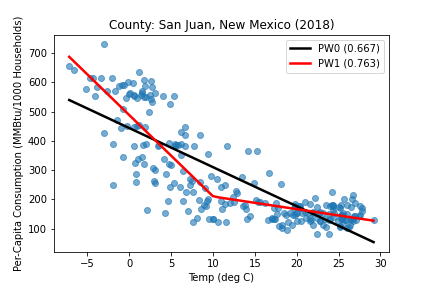 County: San Juan, New Mexico (2018)
Per-Capita Consumption (MMBtu/1000 Households)
700
600
500
400
300
200
100
PW0 (0.667)
PW1 (0.763)
−5 0 5 10 15 20 25 30
Temp (deg C)